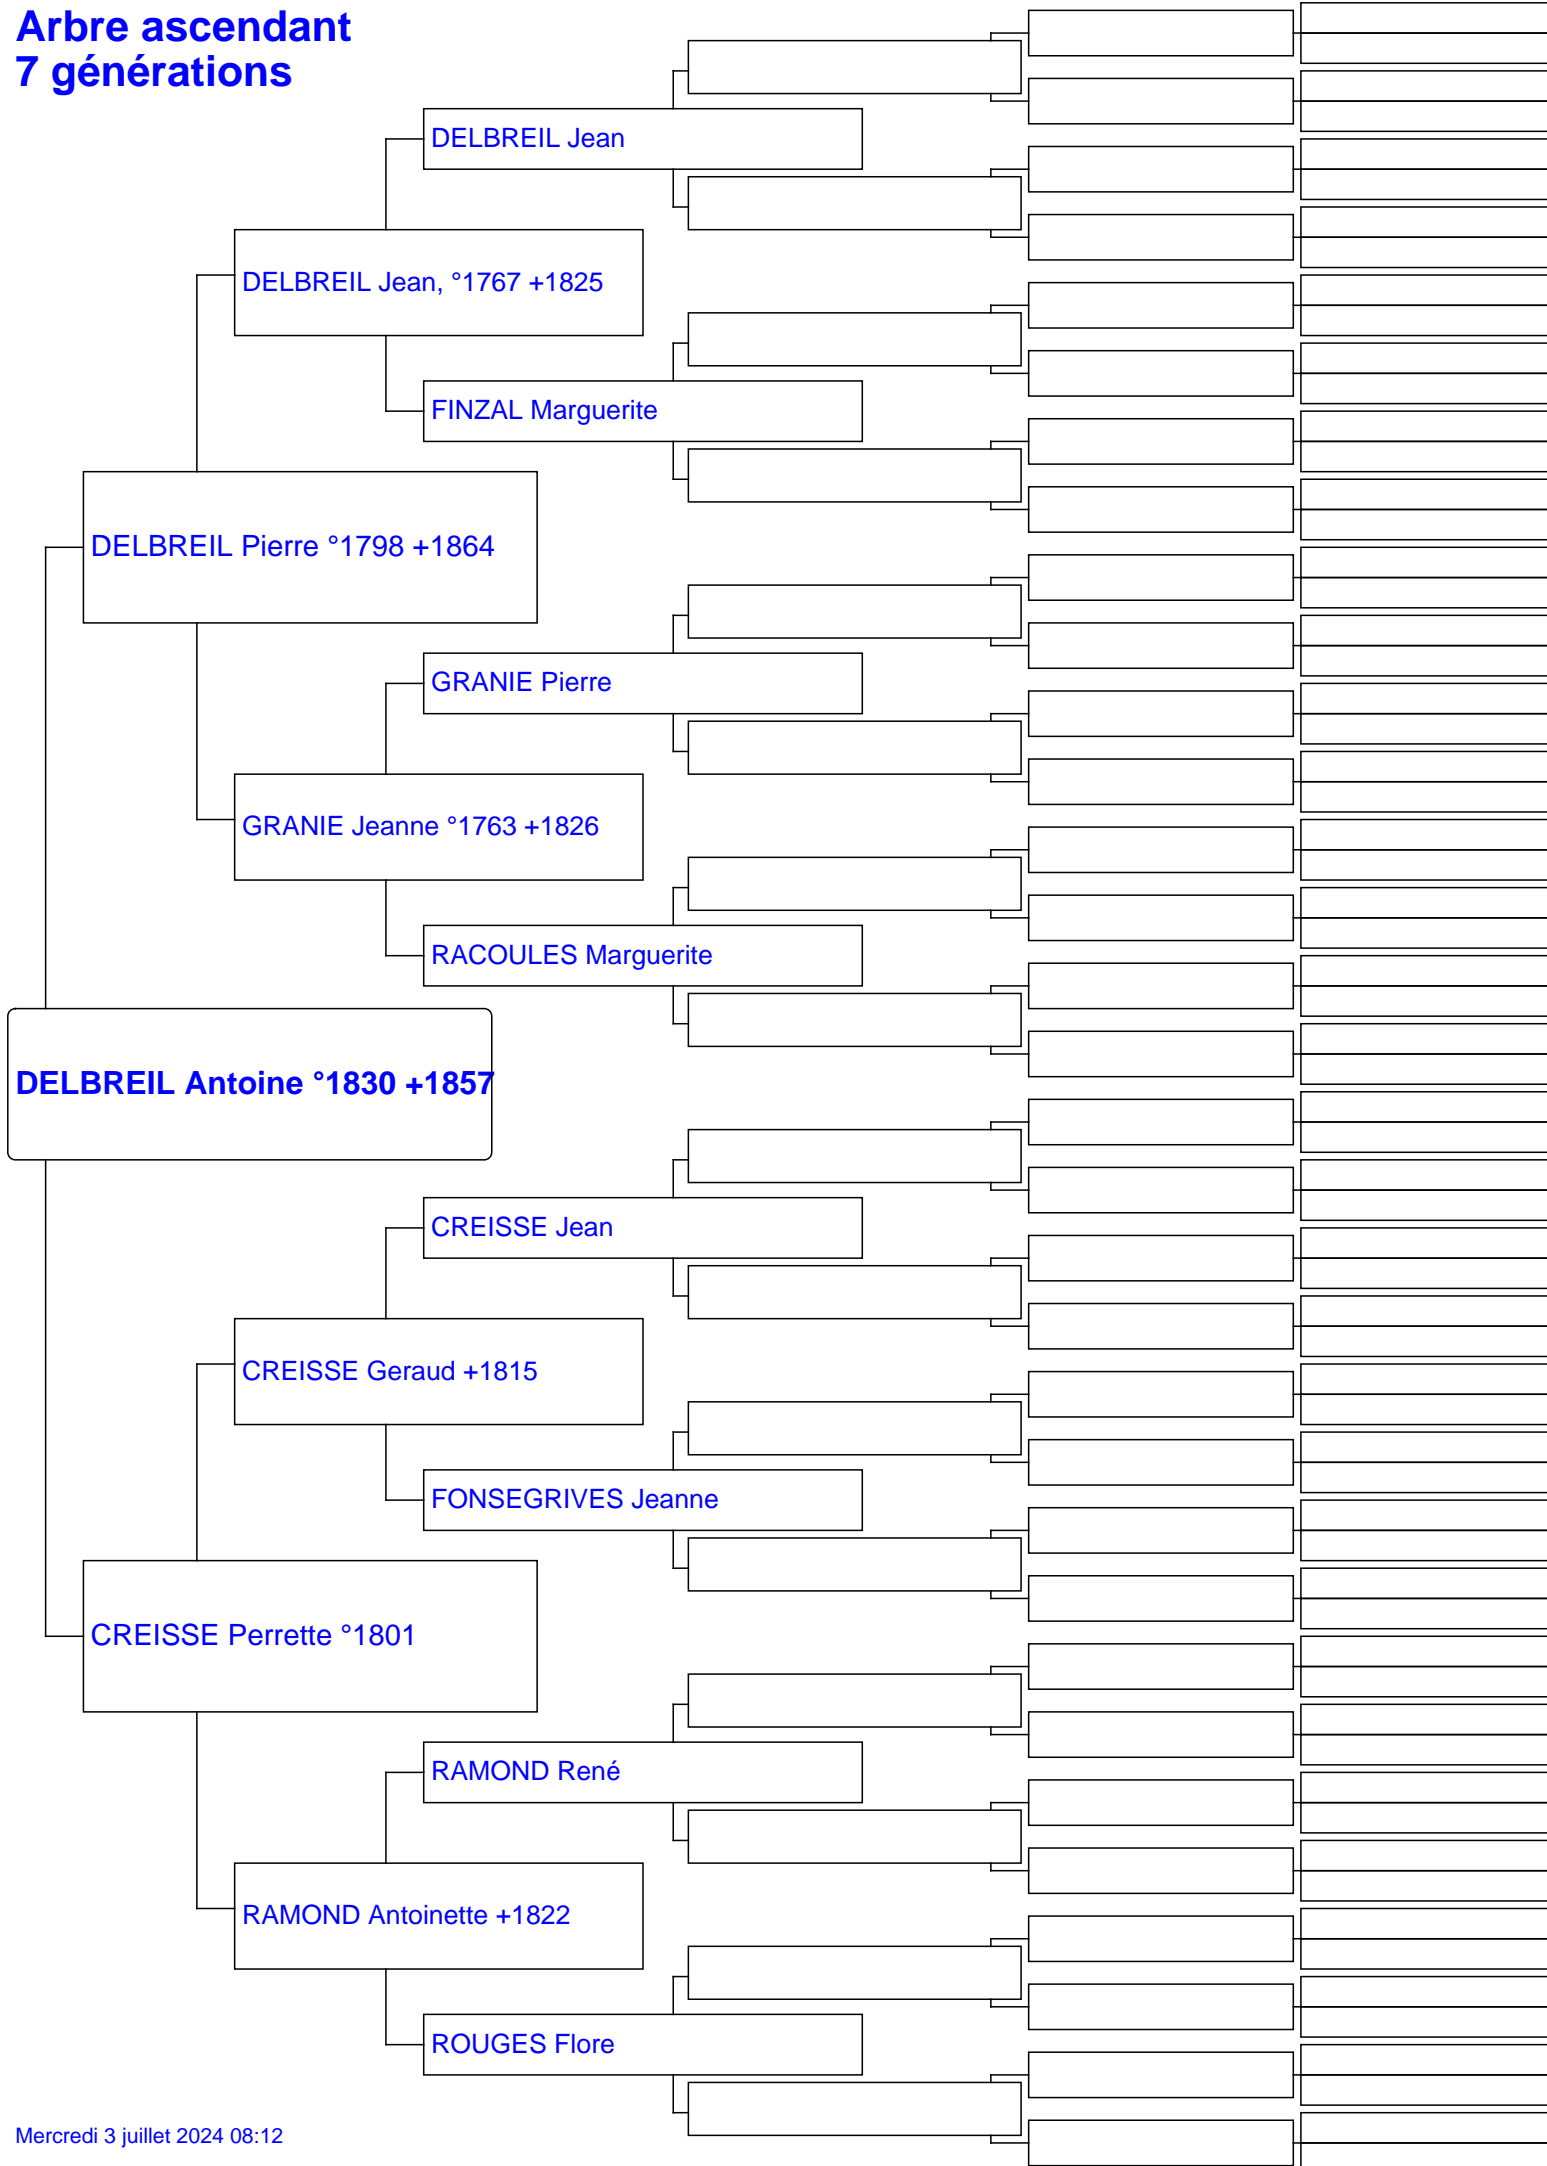 Arbre ascendant
7 générations
DELBREIL Jean
DELBREIL Jean, °1767 +1825
FINZAL Marguerite
DELBREIL Pierre °1798 +1864
GRANIE Pierre
GRANIE Jeanne °1763 +1826
RACOULES Marguerite
DELBREIL Antoine °1830 +1857
CREISSE Jean
CREISSE Geraud +1815
FONSEGRIVES Jeanne
CREISSE Perrette °1801
RAMOND René
RAMOND Antoinette +1822
ROUGES Flore
Mercredi 3 juillet 2024 08:12